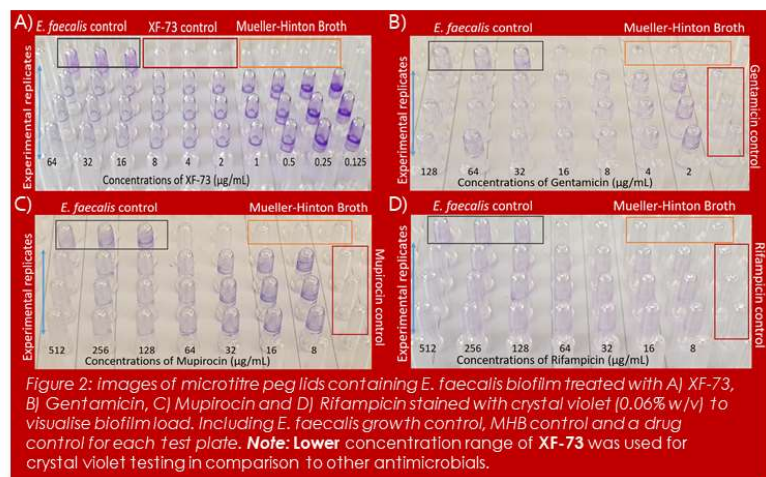 A)
E. faecalis control XF-73 control Mueller-Hinton Broth
Experimental replicates
64 32 16 8 4 2 1 0.5 0.25 0.125
Concentrations of XF-73 (µg/mL)
B)
E. faecalis control Mueller-Hinton Broth
Experimental replicates
Gentamicin control
128 64 32 16 8 4 2
Concentrations of Gentamicin (µg/mL)
C)
E. faecalis control Mueller-Hinton Broth
Experimental replicates
Mupirocin control
512 256 128 64 32 16 8
Concentrations of Mupirocin (µg/mL)
D)
E. faecalis control Mueller-Hinton Broth
Experimental replicates
Rifampicin control
512 256 128 64 32 16 8
Concentrations of Rifampicin (µg/mL)
Figure 2: Images of microtitre peg lids containing E. faecalis biofilm treated with A) XF-73,
B) Gentamicin, C) Mupirocin and D) Rifampicin stained with crystal violet (0.06% w/v) to
visualise biofilm load. Including E. faecalis growth control, MHB control and a drug
control for each test plate. Note: Lower concentration range of XF-73 was used for
crystal violet testing in comparison to other antimicrobials.